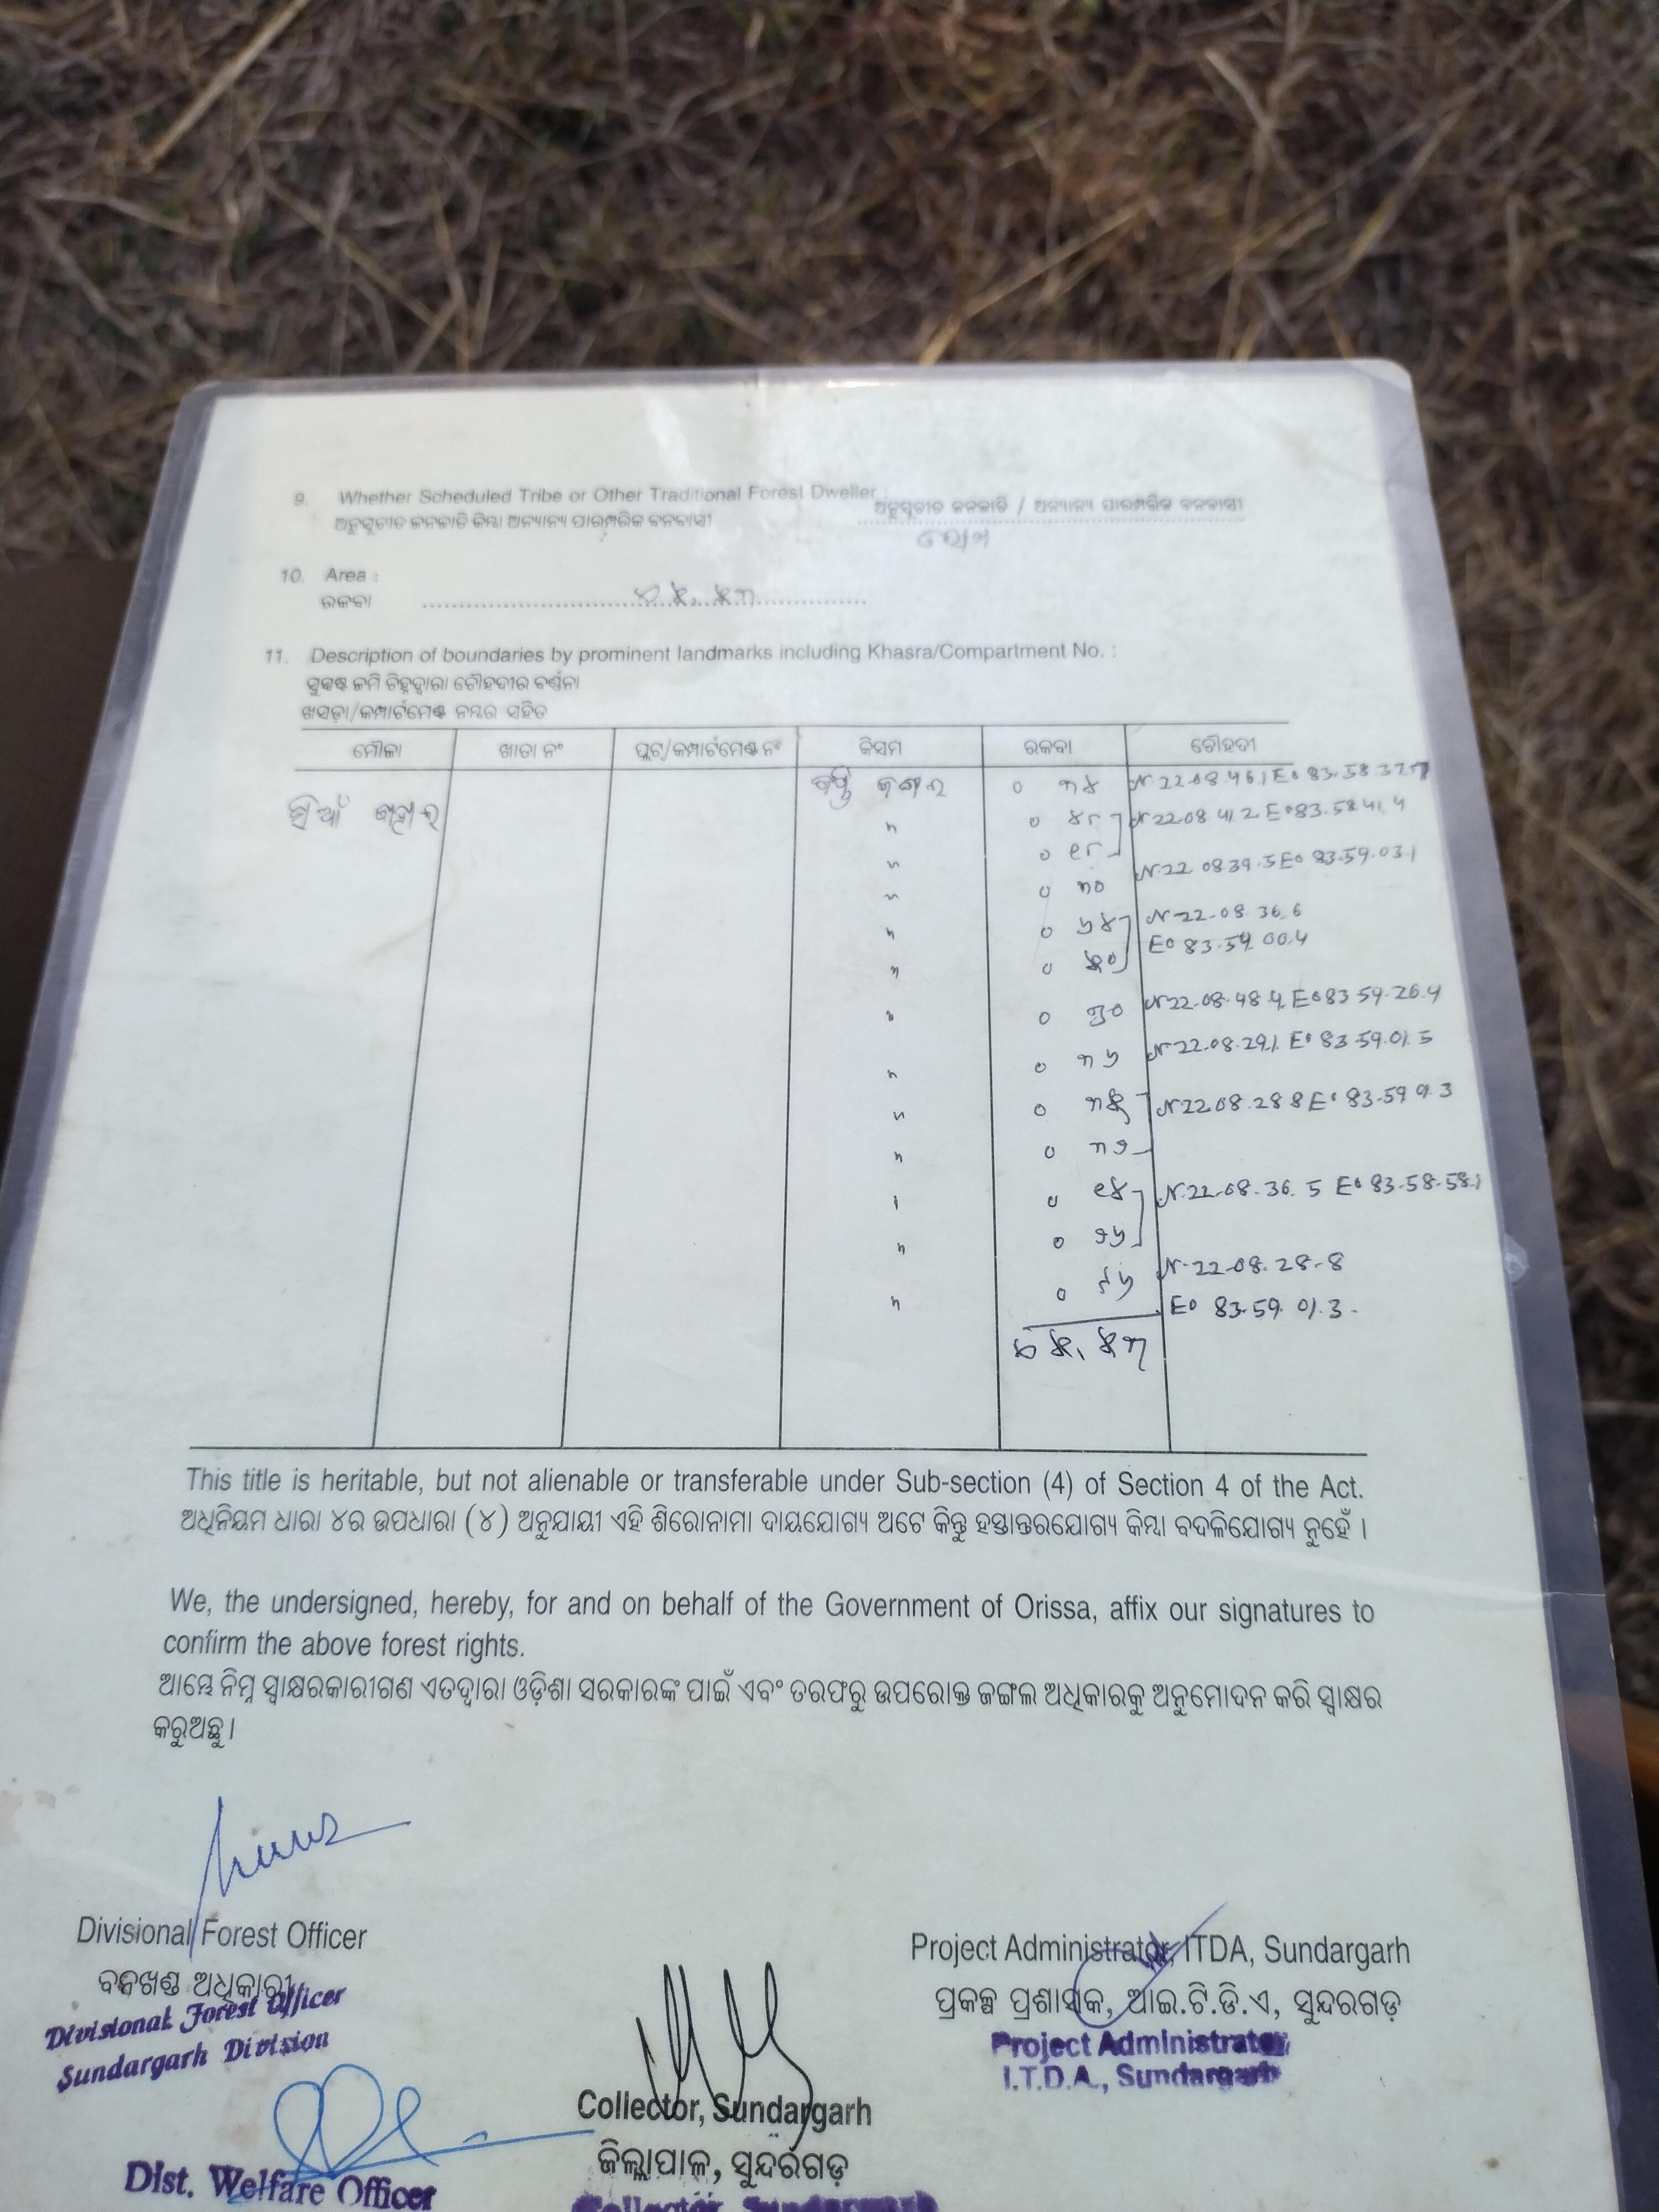 9. Whether Scheduled Tribe or Other Traditional Forest Dweller :
ଅନୁସୂଚୀତ ଜନଜାତି କିମ୍ବା ଅନ୍ୟାନ୍ୟ ପାରମ୍ପରିକ ବନବାସୀ
ଅନୁସୂଚୀତ ଜନଜାତି / ଅନ୍ୟାନ୍ୟ ପାରମ୍ପରିକ ବନବାସୀ
10. Area :
ରକବା
11. Description of boundaries by prominent landmarks including Khasra/Compartment No. :
ସୁସ୍ପଷ୍ଟ ଜମି ଚିହ୍ନଦ୍ୱାରା ଚୌହଦୀର ବର୍ଣ୍ଣନା
ଖସଡ଼ା/କମ୍ପାର୍ଟମେଣ୍ଟ ନମ୍ବର ସହିତ
ମୌଜା ଖାତା ନଂ ପ୍ଲଟ୍/କମ୍ପାର୍ଟମେଣ୍ଟ ନଂ କିସମ ରକବା ଚୌହଦୀ
ଜଙ୍ଗଲ
N-22-08.41.2 E°83.58 41.4
N-22 08 39.5 E° 83-59.03.1
N-22-08.36.6
E° 83.59.00.4
N-22-08-48.4, E°83 59.26.4
N-22.08.29.1 E° 83-59.01.5
N-22.08.28 8 E° 83-59 01.3
N-22-08.36.5 E° 83-58-58.1
N-22-08.28-8
E° 83-59.01.3.
This title is heritable, but not alienable or transferable under Sub-section (4) of Section 4 of the Act.
ଅଧିନିୟମ ଧାରା ୪ର ଉପଧାରା (୪) ଅନୁଯାୟୀ ଏହି ଶିରୋନାମା ଦାୟଯୋଗ୍ୟ ଅଟେ କିନ୍ତୁ ହସ୍ତାନ୍ତରଯୋଗ୍ୟ କିମ୍ବା ବଦଳିଯୋଗ୍ୟ ନୁହେଁ ।
We, the undersigned, hereby, for and on behalf of the Government of Orissa, affix our signatures to
confirm the above forest rights.
ଆମ୍ଭେ ନିମ୍ନ ସ୍ୱାକ୍ଷରକାରୀଗଣ ଏତଦ୍ଦ୍ୱାରା ଓଡ଼ିଶା ସରକାରଙ୍କ ପାଇଁ ଏବଂ ତରଫରୁ ଉପରୋକ୍ତ ଜଙ୍ଗଲ ଅଧିକାରକୁ ଅନୁମୋଦନ କରି ସ୍ୱାକ୍ଷର
କରୁଅଛୁ ।
Divisional Forest Officer
ବନଖଣ୍ଡ ଅଧିକାରୀ
Divisional Forest Officer
Sundargarh Division
Project Administrator, ITDA, Sundargarh
ପ୍ରକଳ୍ପ ପ୍ରଶାସକ, ଆଇ.ଟି.ଡି.ଏ, ସୁନ୍ଦରଗଡ଼
Project Administrator
I.T.D.A., Sundargarh
Collector, Sundargarh
ଜିଲ୍ଲାପାଳ, ସୁନ୍ଦରଗଡ଼
Dist. Welfare Officer
Collector, Sundargarh